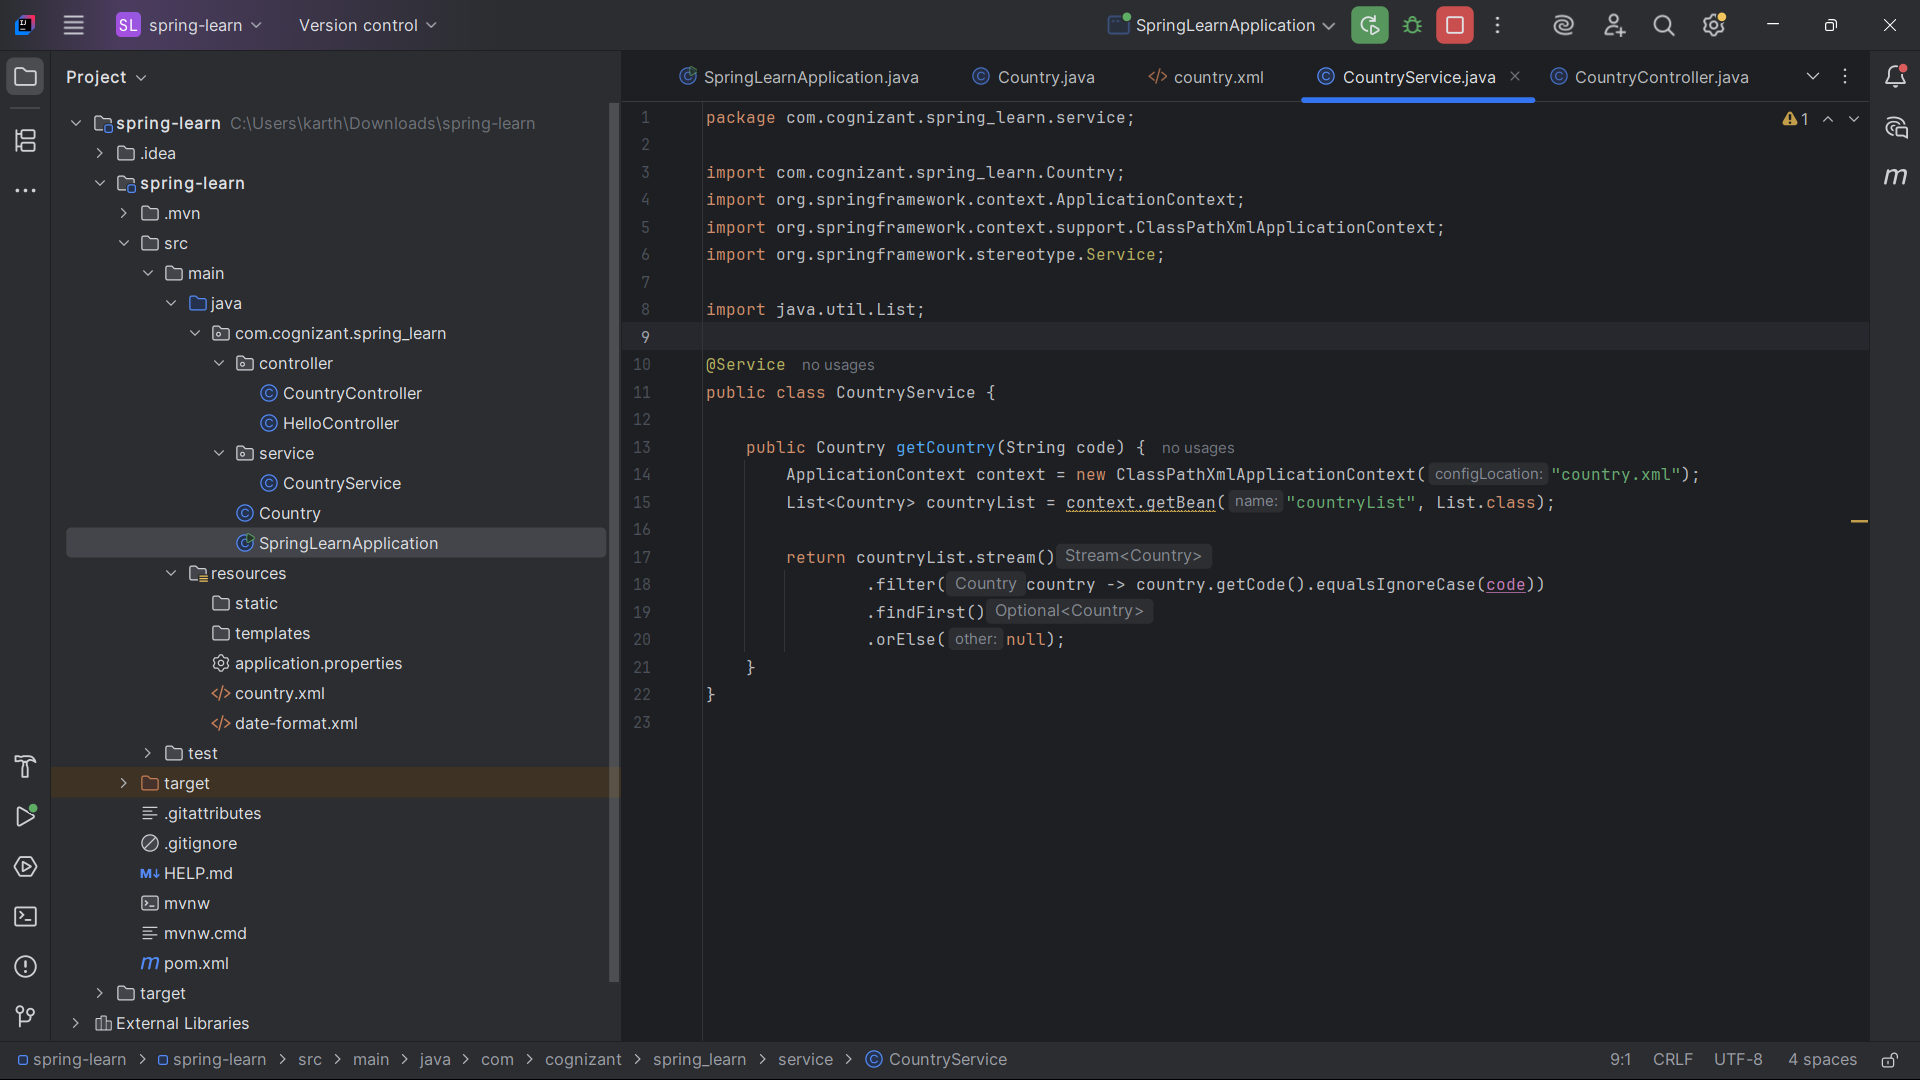 SL spring-learn Version control SpringLearnApplication
Project
spring-learn C:\Users\karth\Downloads\spring-learn
.idea
spring-learn
.mvn
src
main
java
com.cognizant.spring_learn
controller
CountryController
HelloController
service
CountryService
Country
SpringLearnApplication
resources
static
templates
application.properties
country.xml
date-format.xml
test
target
.gitattributes
.gitignore
M↓ HELP.md
mvnw
mvnw.cmd
m pom.xml
target
External Libraries
SpringLearnApplication.java Country.java country.xml CountryService.java CountryController.java
1 package com.cognizant.spring_learn.service; 1
2
3 import com.cognizant.spring_learn.Country;
4 import org.springframework.context.ApplicationContext;
5 import org.springframework.context.support.ClassPathXmlApplicationContext;
6 import org.springframework.stereotype.Service;
7
8 import java.util.List;
9
10 @Service no usages
11 public class CountryService {
12
13 public Country getCountry(String code) { no usages
14 ApplicationContext context = new ClassPathXmlApplicationContext( configLocation: "country.xml");
15 List<Country> countryList = context.getBean( name: "countryList", List.class);
16
17 return countryList.stream() Stream<Country>
18 .filter( Country country -> country.getCode().equalsIgnoreCase(code))
19 .findFirst() Optional<Country>
20 .orElse( other: null);
21 }
22 }
23
m
spring-learn > spring-learn > src > main > java > com > cognizant > spring_learn > service > CountryService 9:1 CRLF UTF-8 4 spaces